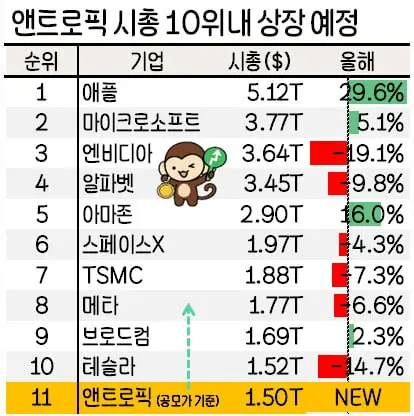 앤트로픽 시총 10위내 상장 예정
순위 기업 시총($) 올해
1 애플 5.12T 29.6%
2 마이크로소프트 3.77T 5.1%
3 엔비디아 3.64T -19.1%
4 알파벳 3.45T -9.8%
5 아마존 2.90T 16.0%
6 스페이스X 1.97T -4.3%
7 TSMC 1.88T -7.3%
8 메타 1.77T -6.6%
9 브로드컴 1.69T 2.3%
10 테슬라 1.52T -14.7%
11 앤트로픽 (공모가 기준) 1.50T NEW